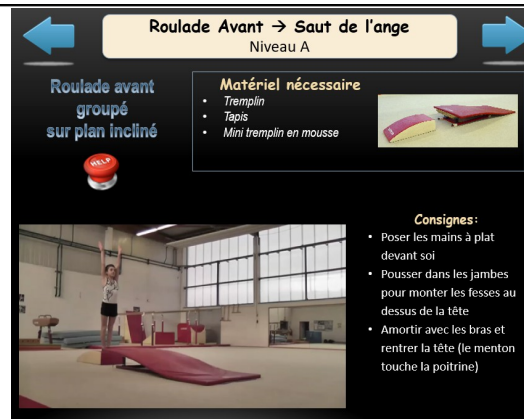 Roulade Avant → Saut de l'ange
Niveau A
Roulade avant
groupé
sur plan incliné
HELP
Matériel nécessaire
• Tremplin
• Tapis
• Mini tremplin en mousse
Consignes:
• Poser les mains à plat
devant soi
• Pousser dans les jambes
pour monter les fesses au
dessus de la tête
• Amortir avec les bras et
rentrer la tête (le menton
touche la poitrine)